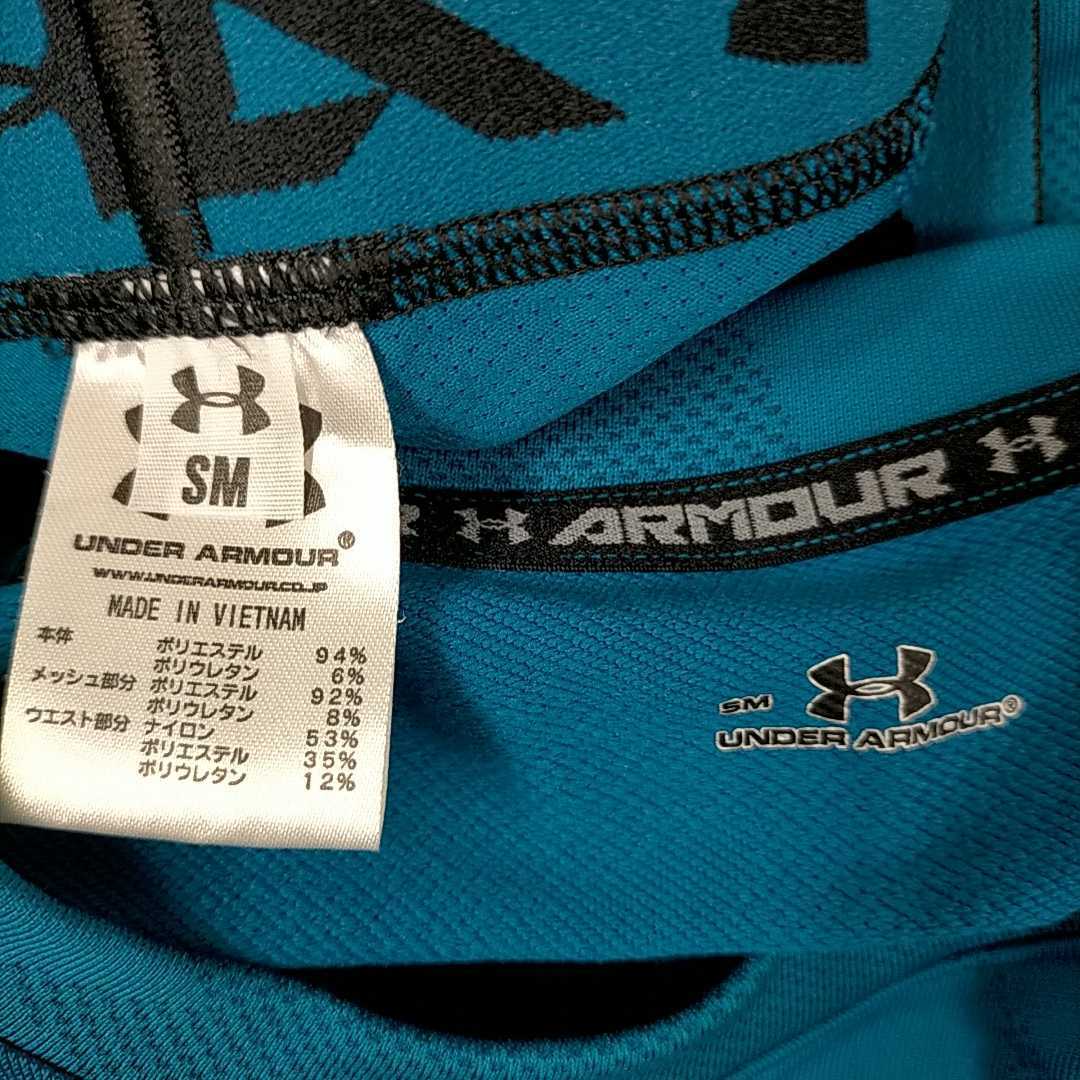 SM
UNDER ARMOUR®
WWW.UNDERARMOUR.CO.JP
MADE IN VIETNAM
本体 ポリエステル 94%
ポリウレタン 6%
メッシュ部分 ポリエステル 92%
ポリウレタン 8%
ウエスト部分 ナイロン 53%
ポリエステル 35%
ポリウレタン 12%
ARMOUR
SM
UNDER ARMOUR®